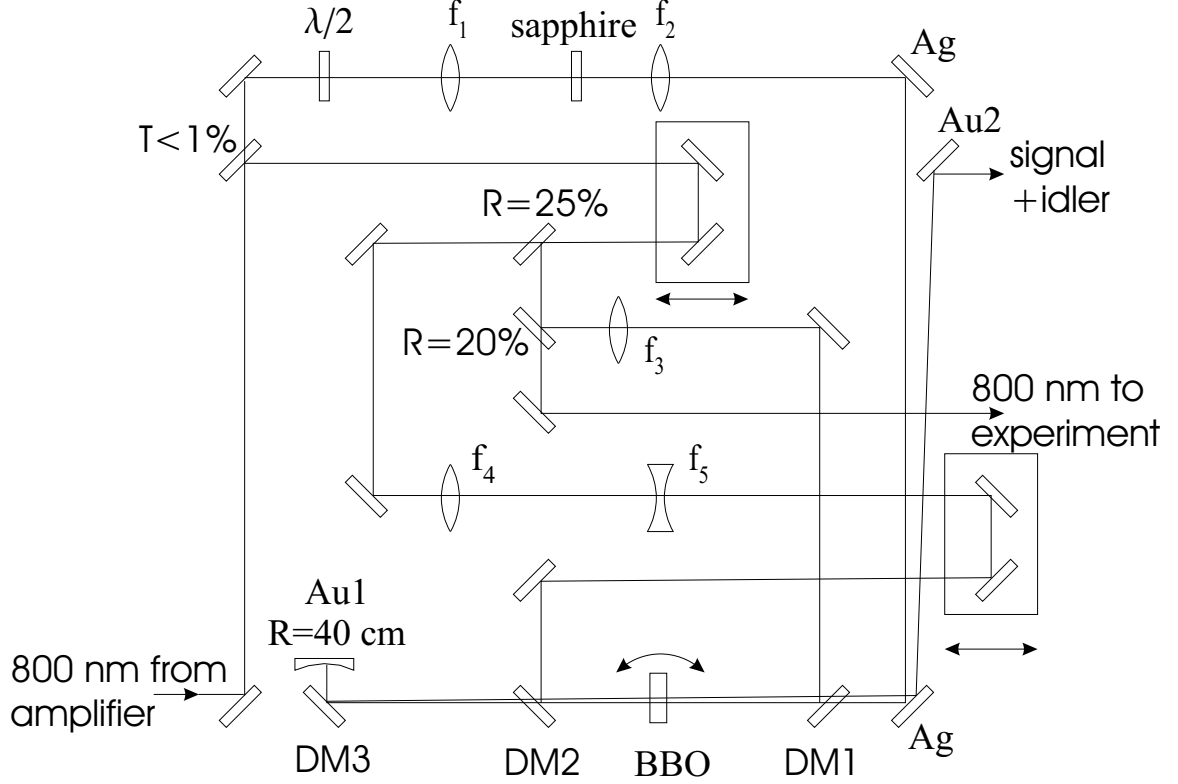 λ/2
f1
sapphire
f2
Ag
T<1%
Au2
signal
+idler
R=25%
R=20%
f3
800 nm to
experiment
f4
f5
Au1
R=40 cm
800 nm from
amplifier
DM3
DM2
BBO
DM1
Ag